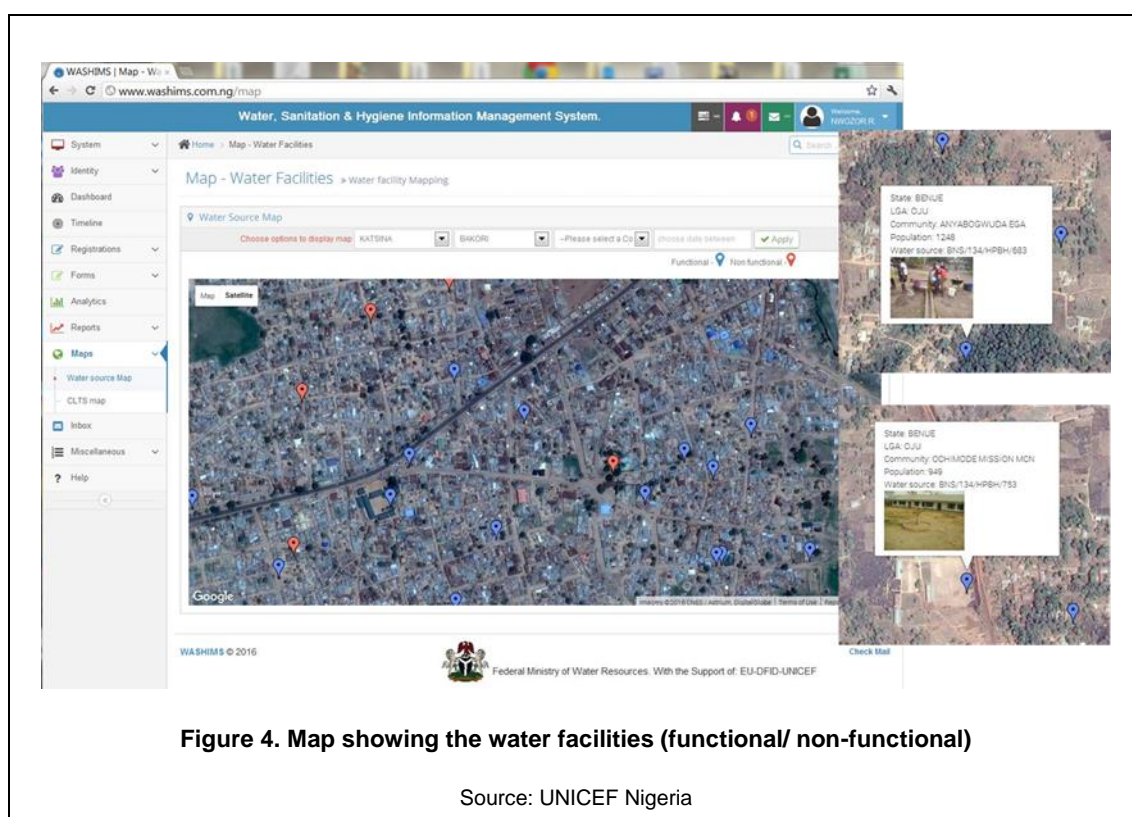 WASHIMS | Map - Wa
www.washims.com.ng/map
Water, Sanitation & Hygiene Information Management System.
Welcome,
NWOZOR R.
System
Identity
Dashboard
Timeline
Registrations
Forms
Analytics
Reports
Maps
Water source Map
CLTS map
Inbox
Miscellaneous
? Help
Home > Map - Water Facilities
Search
Map - Water Facilities » Water facility Mapping
Water Source Map
Choose options to display map KATSINA BAKORI --Please select a Co choose date between Apply
Functional - Non functional -
Map Satellite
Google
Imagery ©2016 CNES / Astrium, DigitalGlobe Terms of Use
State: BENUE
LGA: OJU
Community: ANYABOGWUDA EGA
Population: 1248
Water source: BNS/134/HPBH/683
State: BENUE
LGA: OJU
Community: OCHIMODE MISSION MCN
Population: 949
Water source: BNS/134/HPBH/753
WASHIMS © 2016
Federal Ministry of Water Resources. With the Support of: EU-DFID-UNICEF
Check Mail
Figure 4. Map showing the water facilities (functional/ non-functional)
Source: UNICEF Nigeria